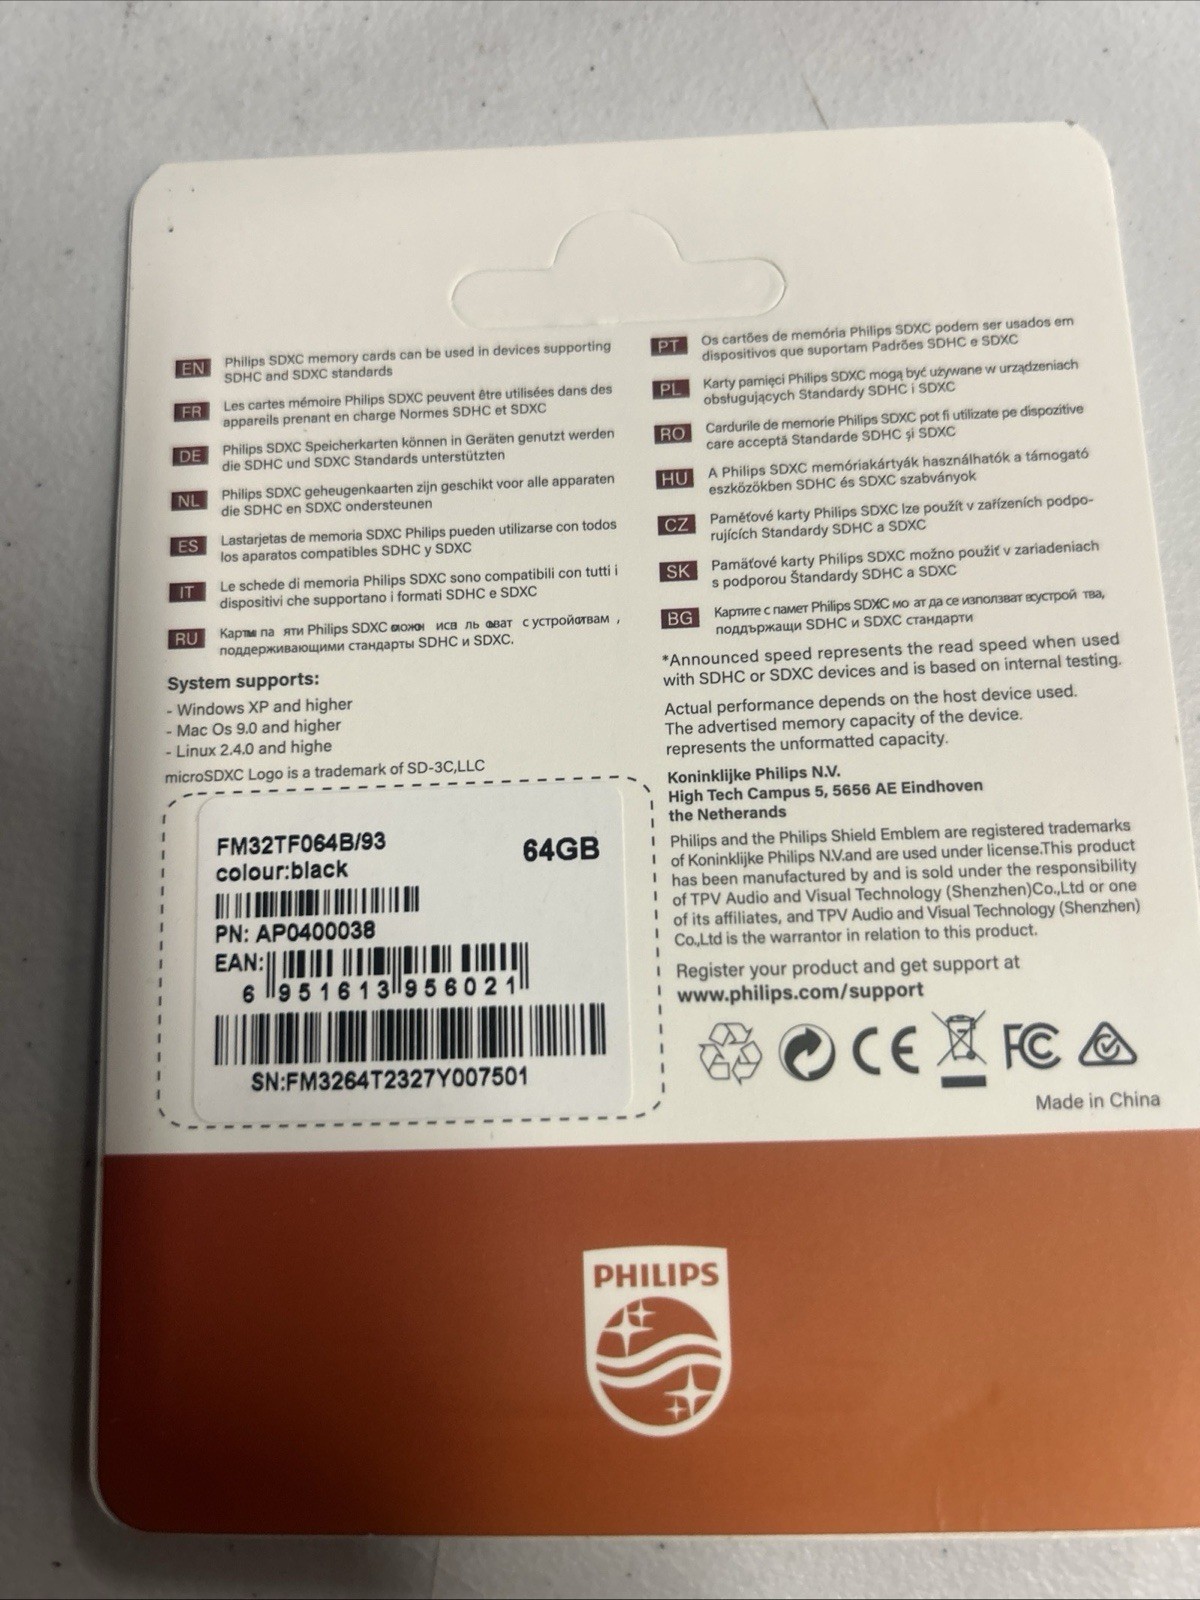 EN Philips SDXC memory cards can be used in devices supporting
SDHC and SDXC standards
FR Les cartes mémoire Philips SDXC peuvent être utilisées dans des
appareils prenant en charge Normes SDHC et SDXC
DE Philips SDXC Speicherkarten können in Geräten genutzt werden
die SDHC und SDXC Standards unterstützten
NL Philips SDXC geheugenkaarten zijn geschikt voor alle apparaten
die SDHC en SDXC ondersteunen
ES Lastarjetas de memoria SDXC Philips pueden utilizarse con todos
los aparatos compatibles SDHC y SDXC
IT Le schede di memoria Philips SDXC sono compatibili con tutti i
dispositivi che supportano i formati SDHC e SDXC
RU Philips SDXC с устройствам ,
поддерживающими стандарты SDHC и SDXC.
System supports:
- Windows XP and higher
- Mac Os 9.0 and higher
- Linux 2.4.0 and highe
microSDXC Logo is a trademark of SD-3C,LLC
FM32TF064B/93
64GB
colour:black
PN: AP0400038
EAN:
6 951613 956021
SN:FM3264T2327Y007501
PT Os cartões de memória Philips SDXC podem ser usados em
dispositivos que suportam Padrões SDHC e SDXC
PL Karty pamięci Philips SDXC mogą być używane w urządzeniach
obsługujących Standardy SDHC i SDXC
RO Cardurile de memorie Philips SDXC pot fi utilizate pe dispozitive
care acceptă Standarde SDHC și SDXC
HU A Philips SDXC memóriakártyák használhatók a támogató
eszközökben SDHC és SDXC szabványok
CZ Paměťové karty Philips SDXC lze použít v zařízeních podpo-
rujících Standardy SDHC a SDXC
SK Pamäťové karty Philips SDXC možno použiť v zariadeniach
s podporou Štandardy SDHC a SDXC
BG Картите с памет Philips SDXC мо ат да се използват
поддържащи SDHC и SDXC стандарти
*Announced speed represents the read speed when used
with SDHC or SDXC devices and is based on internal testing.
Actual performance depends on the host device used.
The advertised memory capacity of the device.
represents the unformatted capacity.
Koninklijke Philips N.V.
High Tech Campus 5, 5656 AE Eindhoven
the Netherands
Philips and the Philips Shield Emblem are registered trademarks
of Koninklijke Philips N.V.and are used under license.This product
has been manufactured by and is sold under the responsibility
of TPV Audio and Visual Technology (Shenzhen)Co.,Ltd or one
of its affiliates, and TPV Audio and Visual Technology (Shenzhen)
Co.,Ltd is the warrantor in relation to this product.
Register your product and get support at
www.philips.com/support
CE FC
Made in China
PHILIPS